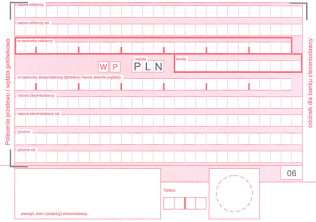 nazwa odbiorcy
nazwa odbiorcy cd.
nr rachunku odbiorcy
W P
waluta
P L N
kwota
nr rachunku zleceniodawcy (przelew) / kwota słownie (wpłata)
nazwa zleceniodawcy
nazwa zleceniodawcy cd.
tytułem
tytułem cd.
Polecenie przelewu / wpłata gotówkowa
odcinek dla banku zleceniodawcy
06
Opłata:
pieczęć, data i podpis(y) zleceniodawcy